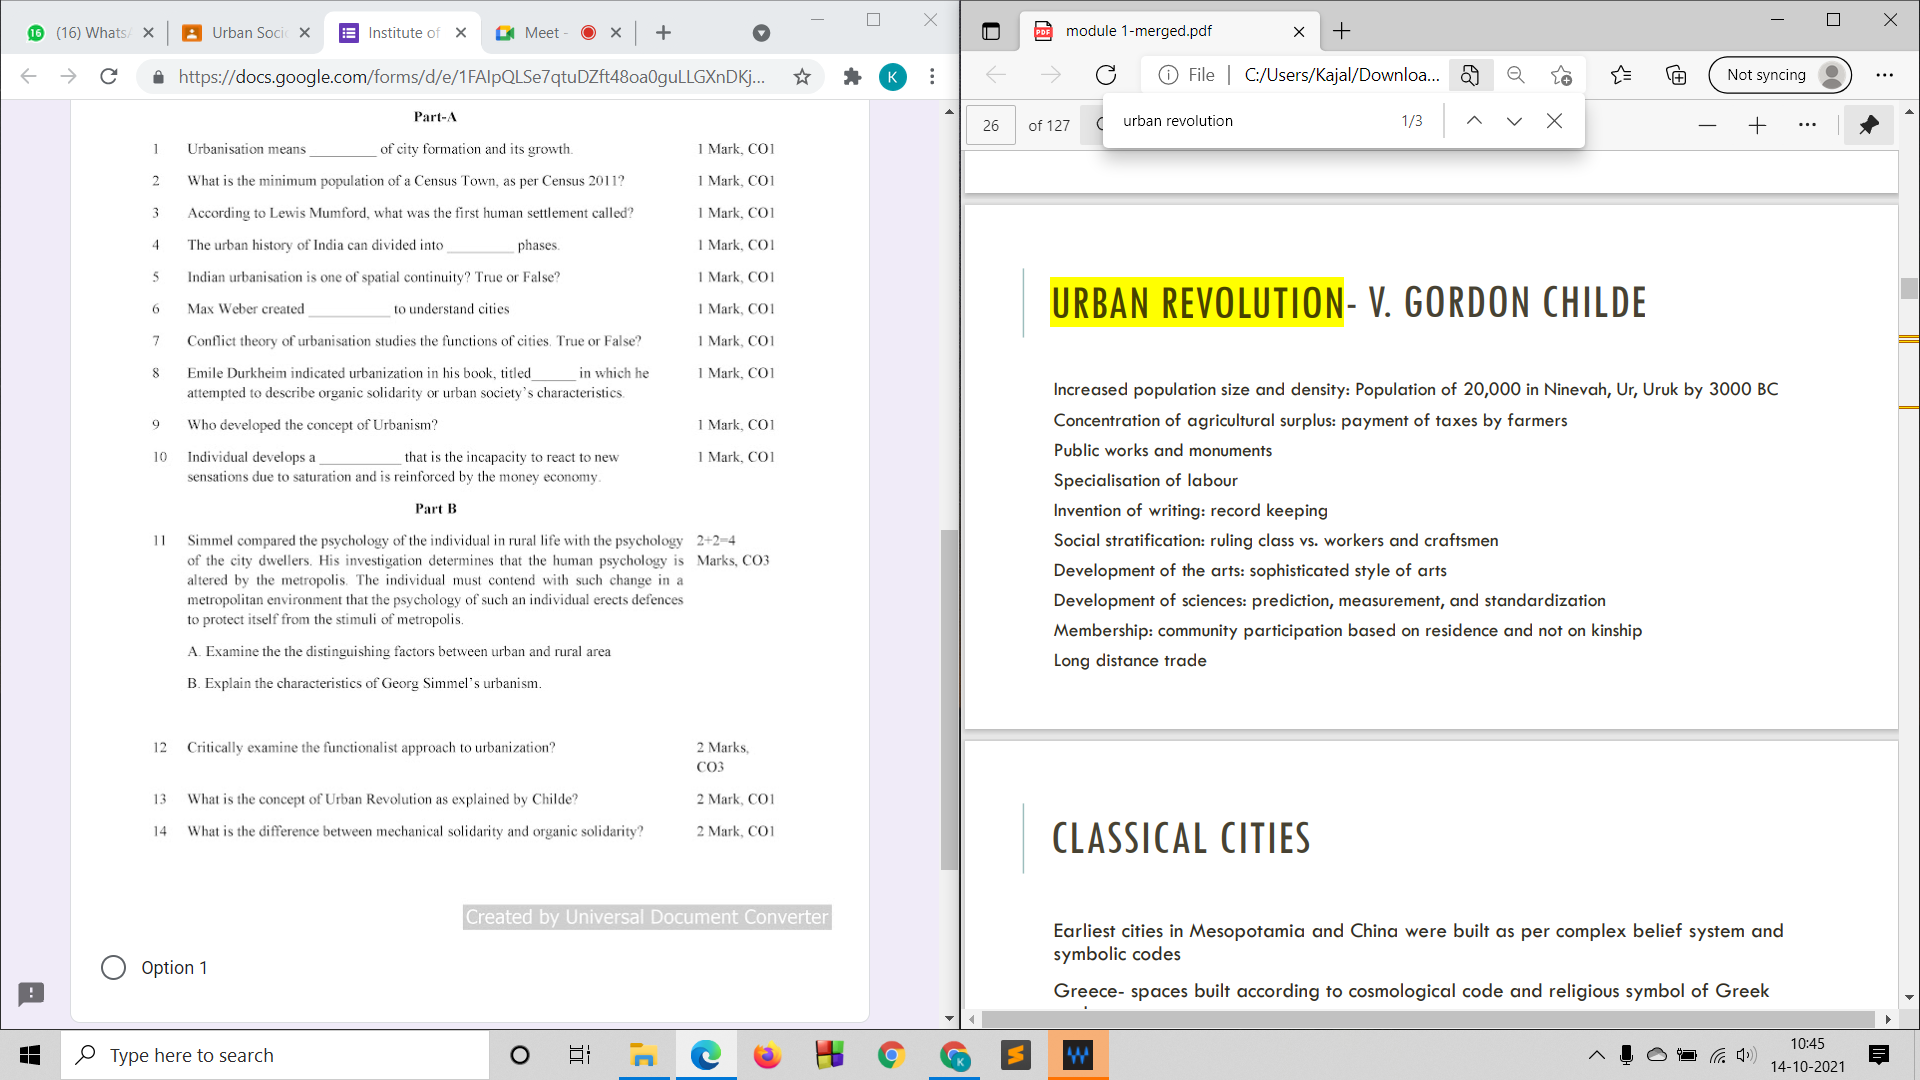 (16) Whats
Urban Soci
Institute of
Meet -
https://docs.google.com/forms/d/e/1FAIpQLSe7qtuDZft48oa0guLLGXnDKj...
K
Part-A
1 Urbanisation means _________ of city formation and its growth. 1 Mark, CO1
2 What is the minimum population of a Census Town, as per Census 2011? 1 Mark, CO1
3 According to Lewis Mumford, what was the first human settlement called? 1 Mark, CO1
4 The urban history of India can divided into _________ phases. 1 Mark, CO1
5 Indian urbanisation is one of spatial continuity? True or False? 1 Mark, CO1
6 Max Weber created ___________ to understand cities 1 Mark, CO1
7 Conflict theory of urbanisation studies the functions of cities. True or False? 1 Mark, CO1
8 Emile Durkheim indicated urbanization in his book, titled______ in which he 1 Mark, CO1
attempted to describe organic solidarity or urban society's characteristics.
9 Who developed the concept of Urbanism? 1 Mark, CO1
10 Individual develops a ___________ that is the incapacity to react to new 1 Mark, CO1
sensations due to saturation and is reinforced by the money economy.
Part B
11 Simmel compared the psychology of the individual in rural life with the psychology 2+2=4
of the city dwellers. His investigation determines that the human psychology is Marks, CO3
altered by the metropolis. The individual must contend with such change in a
metropolitan environment that the psychology of such an individual erects defences
to protect itself from the stimuli of metropolis.
A. Examine the the distinguishing factors between urban and rural area
B. Explain the characteristics of Georg Simmel's urbanism.
12 Critically examine the functionalist approach to urbanization? 2 Marks,
CO3
13 What is the concept of Urban Revolution as explained by Childe? 2 Mark, CO1
14 What is the difference between mechanical solidarity and organic solidarity? 2 Mark, CO1
Created by Universal Document Converter
Option 1
module 1-merged.pdf
File
C:/Users/Kajal/Downloa...
Not syncing
26 of 127
urban revolution 1/3
URBAN REVOLUTION- V. GORDON CHILDE
Increased population size and density: Population of 20,000 in Ninevah, Ur, Uruk by 3000 BC
Concentration of agricultural surplus: payment of taxes by farmers
Public works and monuments
Specialisation of labour
Invention of writing: record keeping
Social stratification: ruling class vs. workers and craftsmen
Development of the arts: sophisticated style of arts
Development of sciences: prediction, measurement, and standardization
Membership: community participation based on residence and not on kinship
Long distance trade
CLASSICAL CITIES
Earliest cities in Mesopotamia and China were built as per complex belief system and
symbolic codes
Greece- spaces built according to cosmological code and religious symbol of Greek
Type here to search
10:45
14-10-2021